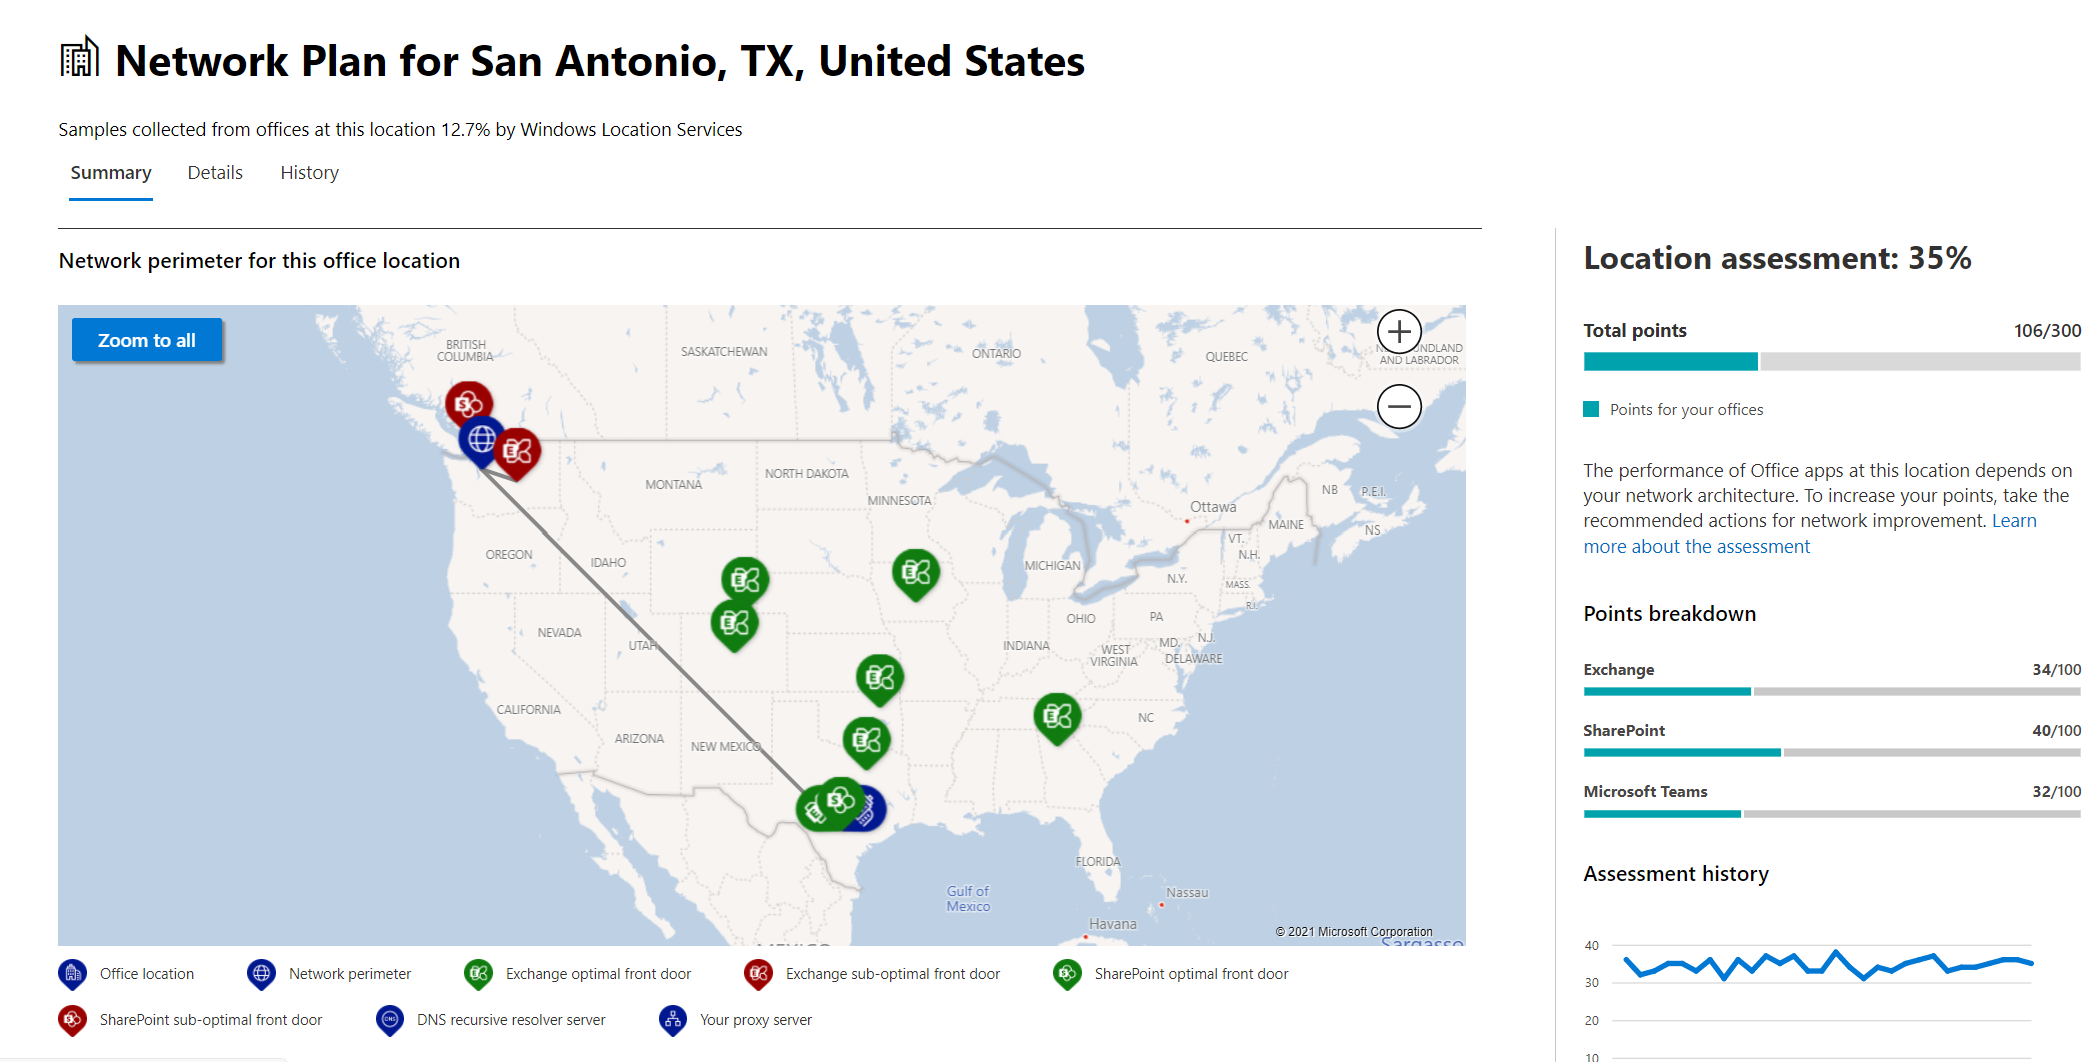 Network Plan for San Antonio, TX, United States
Samples collected from offices at this location 12.7% by Windows Location Services
Summary Details History
Network perimeter for this office location
Zoom to all
BRITISH
COLUMBIA
SASKATCHEWAN
ONTARIO
QUEBEC
NDLAND
AND LABRADOR
MONTANA
NORTH DAKOTA
MINNESOTA
Ottawa
NB
P.E.I.
MAINE
NS
VT.
N.H.
OREGON
IDAHO
MICHIGAN
N.Y.
MASS.
R.I.
OHIO
PA
NEVADA
UTAH
INDIANA
WEST
VIRGINIA
MD.
N.J.
DELAWARE
CALIFORNIA
ARIZONA
NEW MEXICO
NC
FLORIDA
Gulf of
Mexico
Nassau
Havana
MEXICO
© 2021 Microsoft Corporation
Sargasso
Office location
Network perimeter
Exchange optimal front door
Exchange sub-optimal front door
SharePoint optimal front door
SharePoint sub-optimal front door
DNS recursive resolver server
Your proxy server
Location assessment: 35%
Total points 106/300
Points for your offices
The performance of Office apps at this location depends on
your network architecture. To increase your points, take the
recommended actions for network improvement. Learn
more about the assessment
Points breakdown
Exchange 34/100
SharePoint 40/100
Microsoft Teams 32/100
Assessment history
40
30
20
10